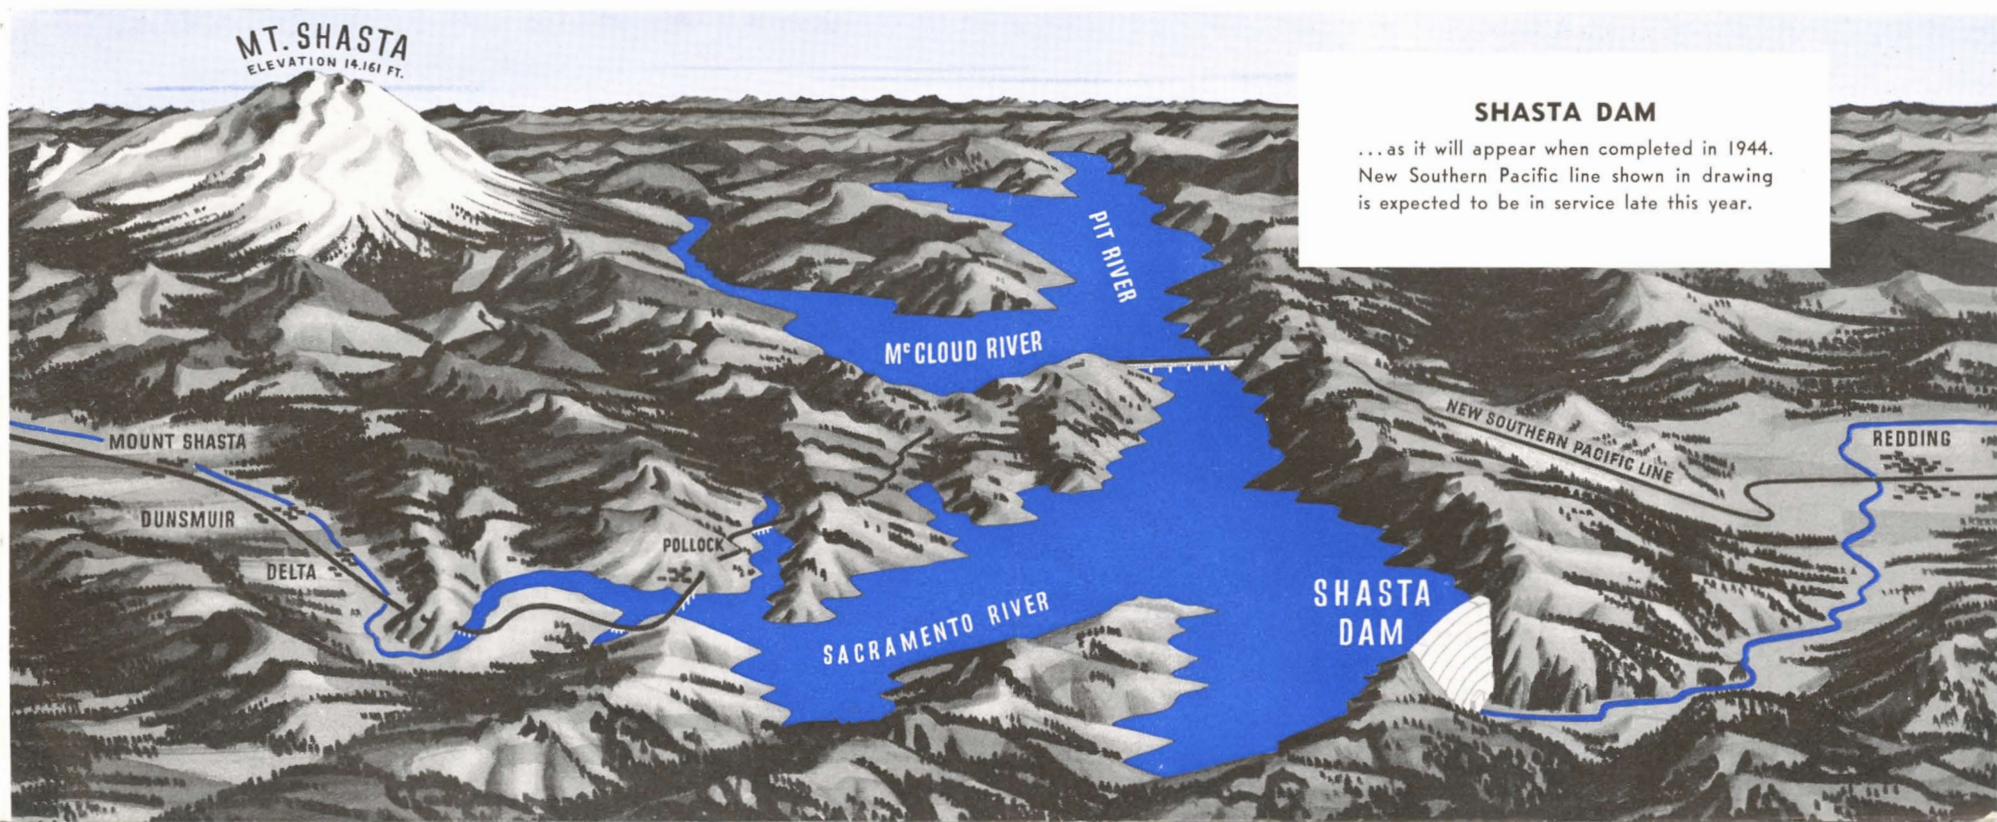 MT. SHASTA
ELEVATION 14,161 FT.
SHASTA DAM
...as it will appear when completed in 1944.
New Southern Pacific line shown in drawing
is expected to be in service late this year.
PIT RIVER
McCLOUD RIVER
NEW SOUTHERN PACIFIC LINE
REDDING
MOUNT SHASTA
DUNSMUIR
DELTA
POLLOCK
SACRAMENTO RIVER
SHASTA
DAM